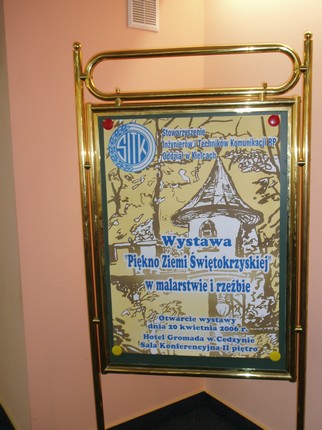 SITK
Stowarzyszenie
Inżynierów i Techników Komunikacji RP
Oddział w Kielcach
Wystawa
"Piękno Ziemi Świętokrzyskiej"
w malarstwie i rzeźbie
Otwarcie wystawy
dnia 20 kwietnia 2006 r.
Hotel Gromada w Cedzynie
Sala Konferencyjna II piętro